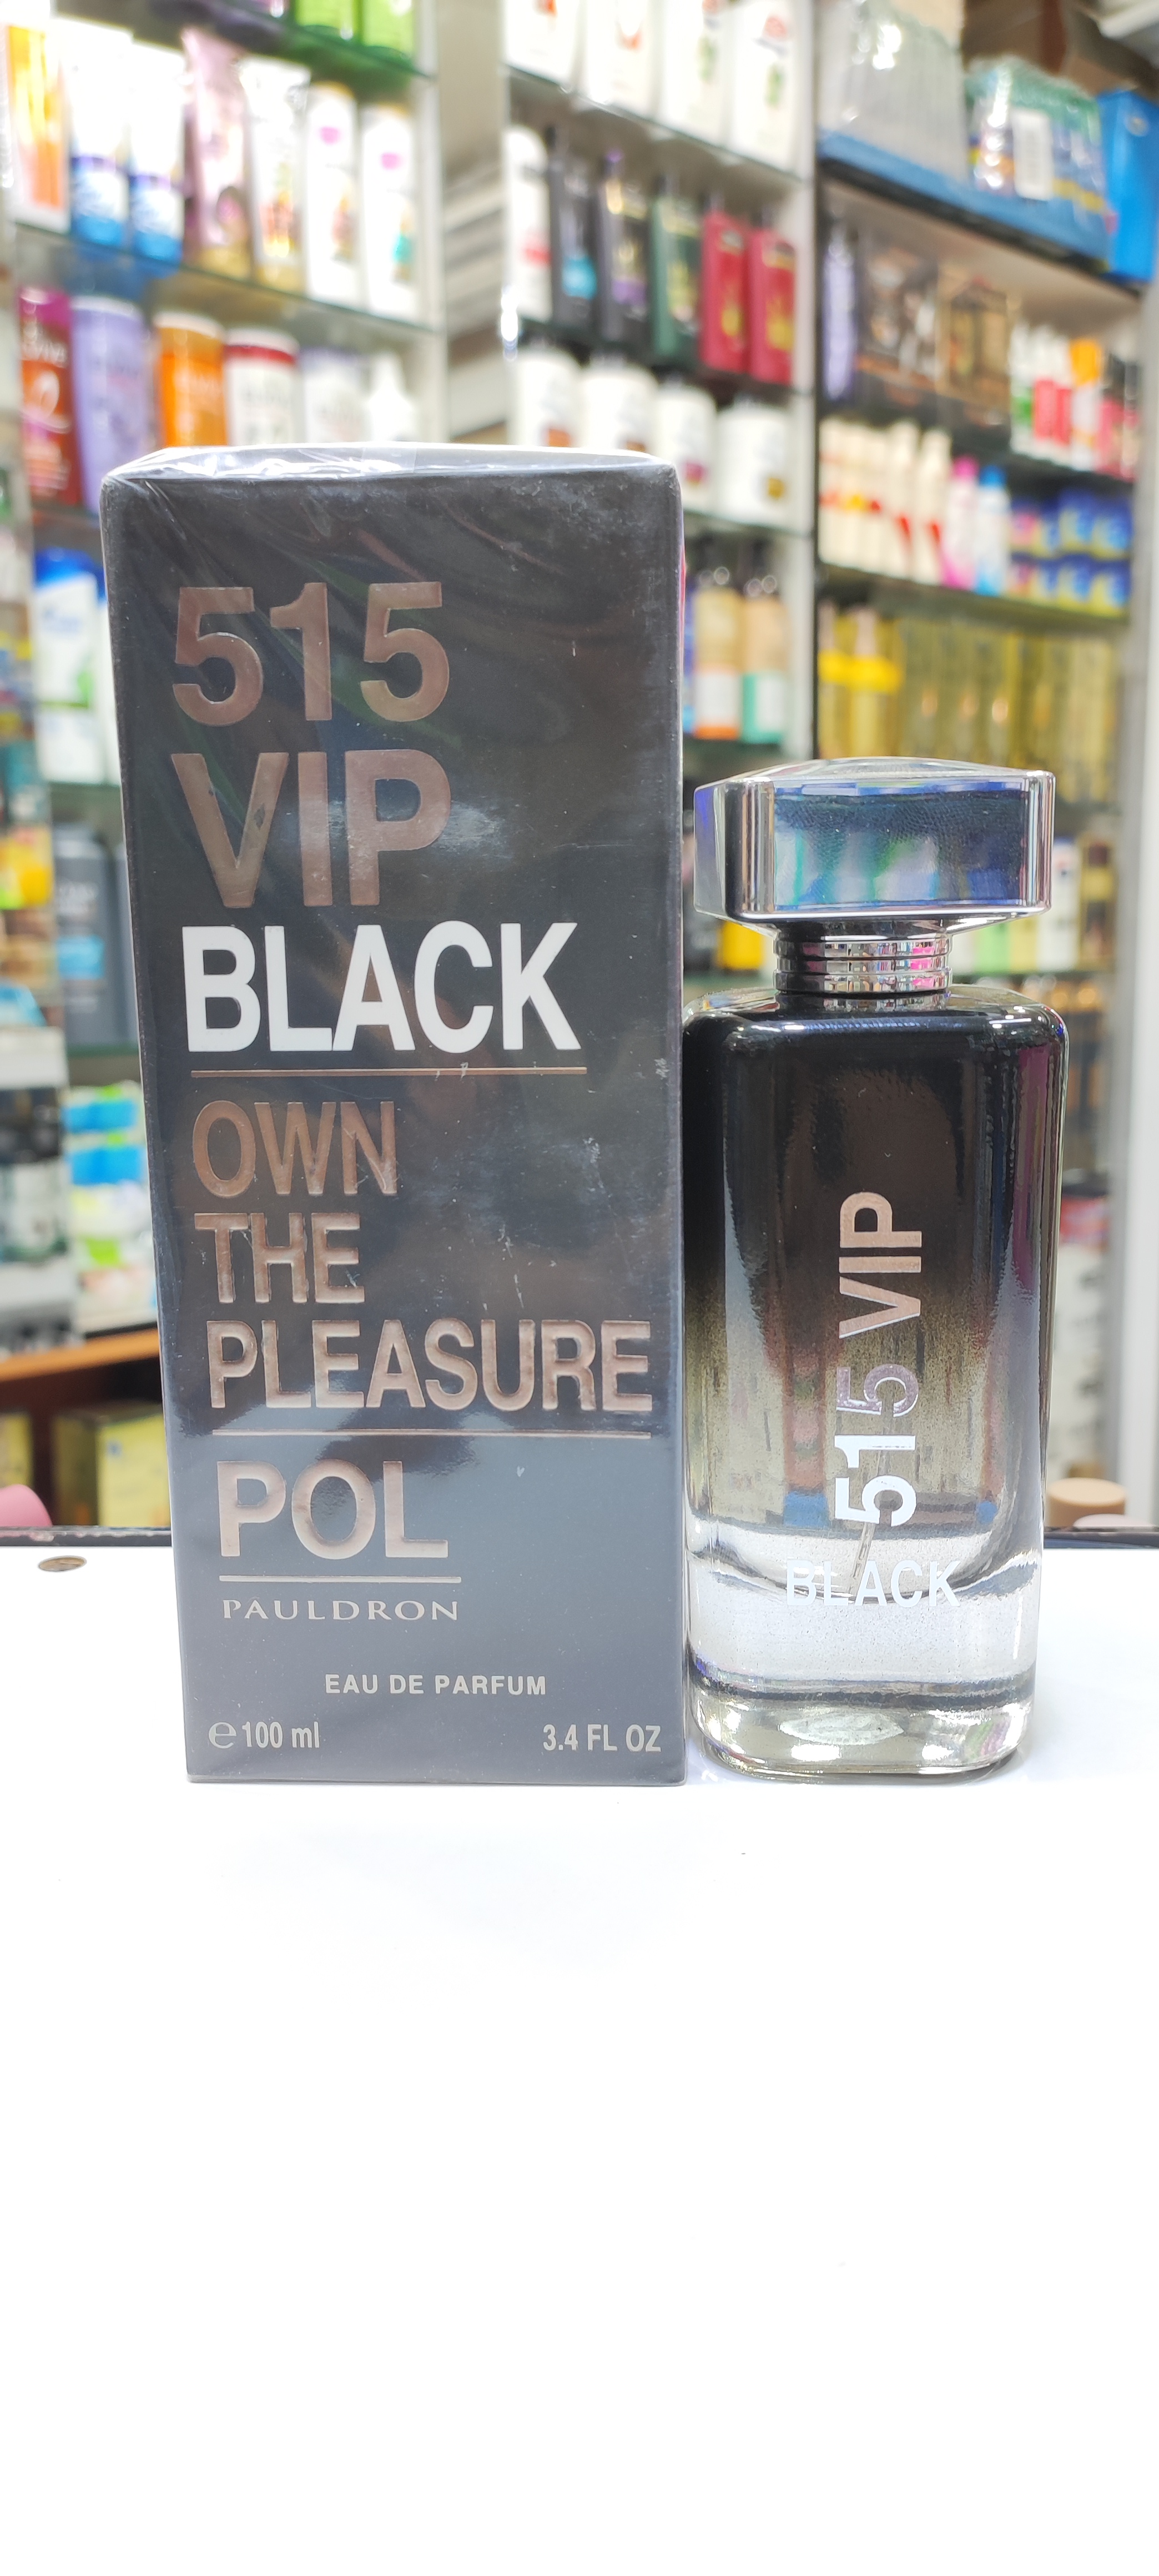 515
VIP
BLACK
OWN
THE
PLEASURE
POL
PAULDRON
EAU DE PARFUM
℮100 ml 3.4 FL OZ
515 VIP
BLACK